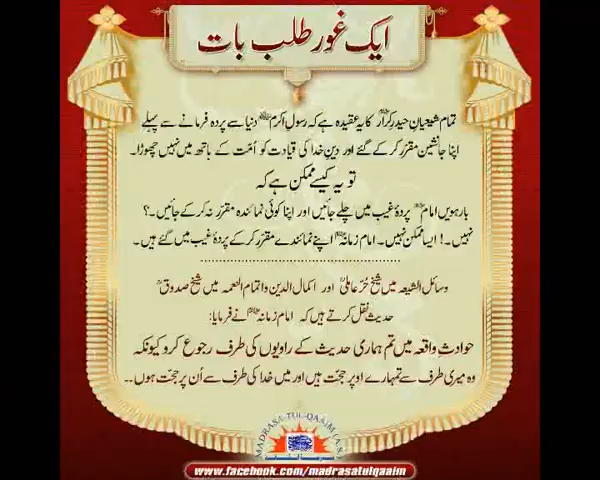 ایک غور طلب بات
تمام شیعیانِ حیدرِ کرارؑ کا یہ عقیدہ ہے کہ رسولِ اکرمؐ دنیا سے پردہ فرمانے سے پہلے
اپنا جانشین مقرر کر گئے اور دینِ خدا کی قیادت کو اُمت کے ہاتھ میں نہیں چھوڑا۔
تو یہ کیسے ممکن ہے کہ
بارہویں امامؑ پردۂ غیب میں چلے جائیں اور اپنا کوئی نمائندہ مقرر نہ کر کے جائیں۔؟
نہیں۔! ایسا ممکن نہیں۔ امام زمانہؑ اپنے نمائندے مقرر کر کے پردۂ غیب میں گئے ہیں۔
وسائل الشیعہ میں شیخ حُر عاملیؒ اور اکمال الدین واتمام النعمہ میں شیخ صدوقؒ
حدیث نقل کرتے ہیں کہ امام زمانہؑ نے فرمایا:
حوادثِ واقعہ میں تم ہماری حدیث کے راویوں کی طرف رجوع کرو کیونکہ
وہ میری طرف سے تمہارے اوپر حجت ہیں اور میں خدا کی طرف سے اُن پر حجت ہوں۔۔
MADRASA-TUL-QAAIM (A.S)
www.facebook.com/madrasatulqaaim